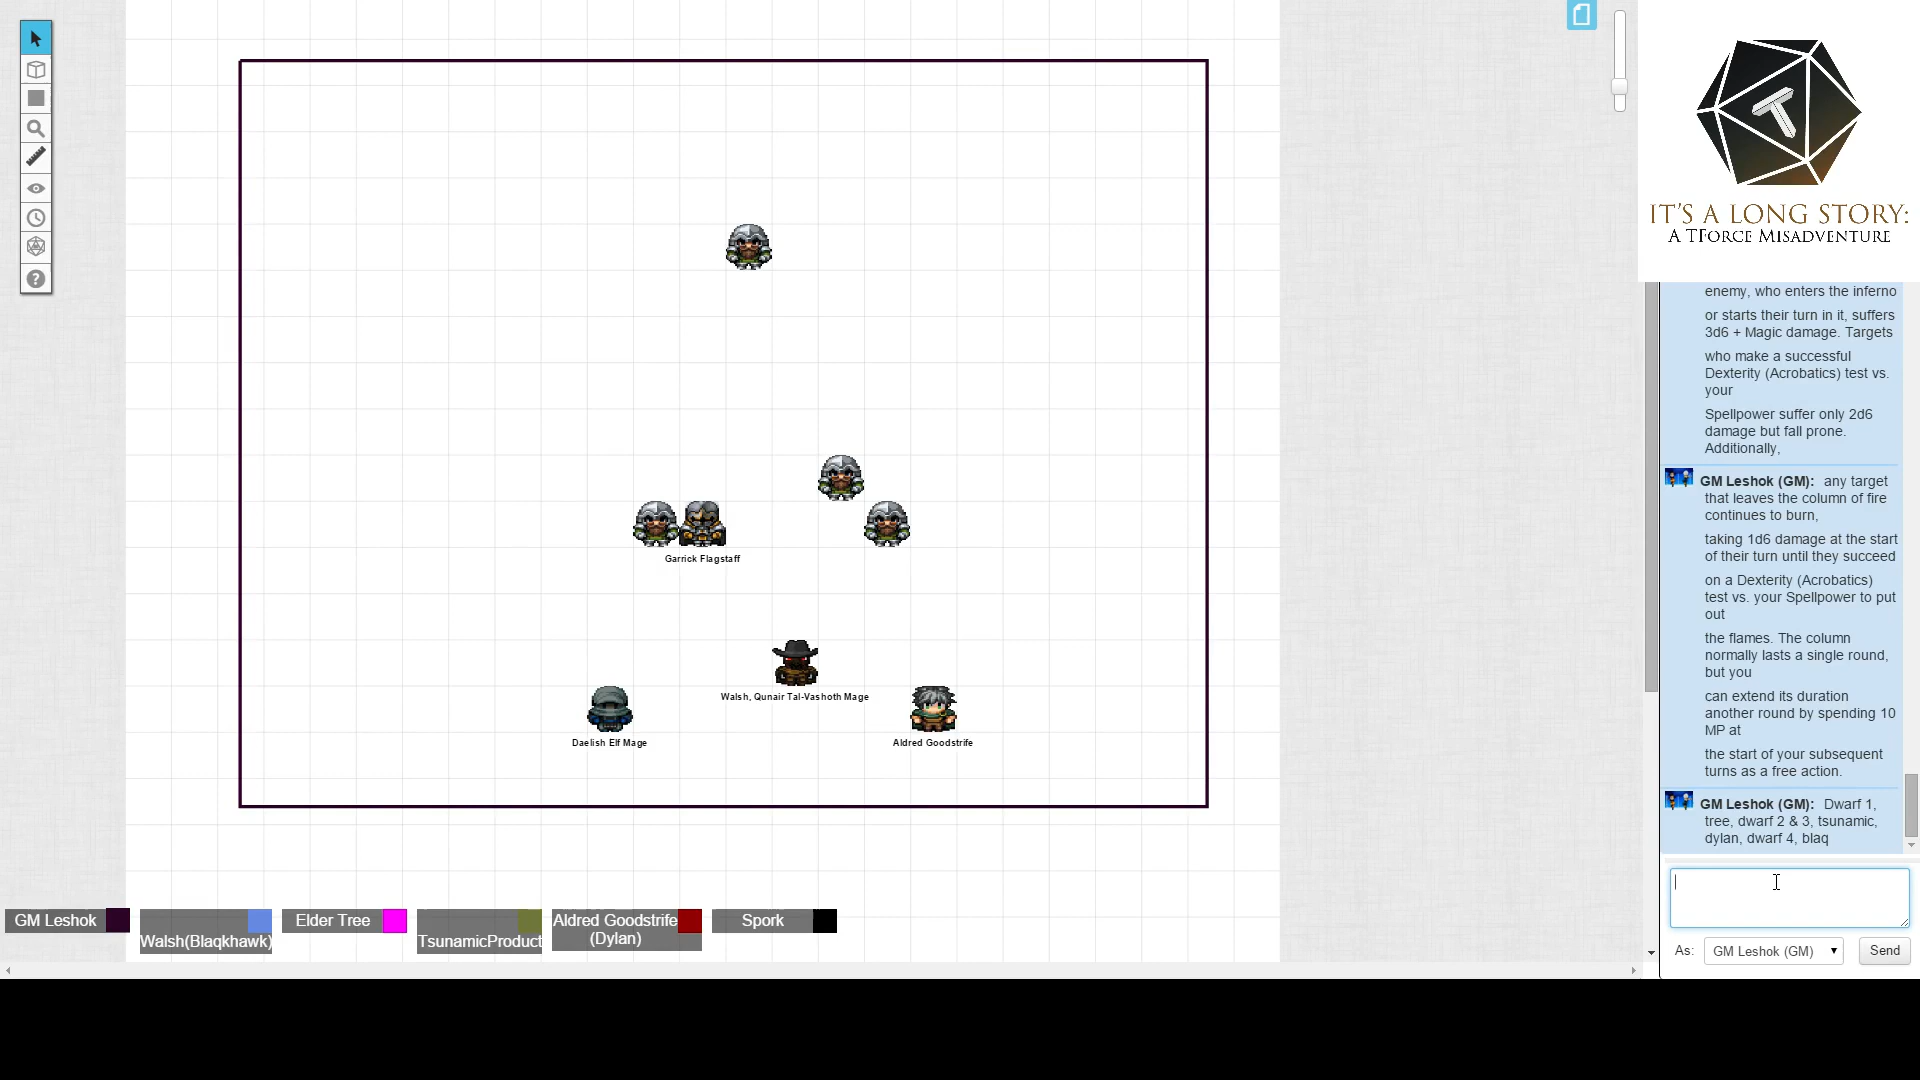 IT'S A LONG STORY:
A TFORCE MISADVENTURE
enemy, who enters the inferno
or starts their turn in it, suffers
3d6 + Magic damage. Targets
who make a successful
Dexterity (Acrobatics) test vs.
your
Spellpower suffer only 2d6
damage but fall prone.
Additionally,
GM Leshok (GM): any target
that leaves the column of fire
continues to burn,
taking 1d6 damage at the start
of their turn until they succeed
on a Dexterity (Acrobatics)
test vs. your Spellpower to put
out
the flames. The column
normally lasts a single round,
but you
can extend its duration
another round by spending 10
MP at
the start of your subsequent
turns as a free action.
GM Leshok (GM): Dwarf 1,
tree, dwarf 2 & 3, tsunamic,
dylan, dwarf 4, blaq
As: GM Leshok (GM) Send
Garrick Flagstaff
Walsh, Qunair Tal-Vashoth Mage
Daelish Elf Mage
Aldred Goodstrife
GM Leshok
Walsh(Blaqkhawk)
Elder Tree
TsunamicProduct
Aldred Goodstrife
(Dylan)
Spork